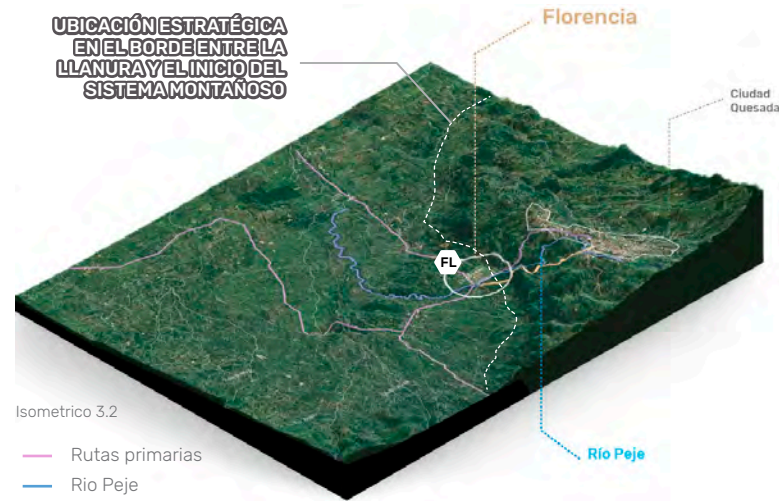 UBICACIÓN ESTRATÉGICA
EN EL BORDE ENTRE LA
LLANURA Y EL INICIO DEL
SISTEMA MONTAÑOSO
Florencia
Ciudad
Quesada
FL
Isometrico 3.2
Rutas primarias
Rio Peje
Río Peje